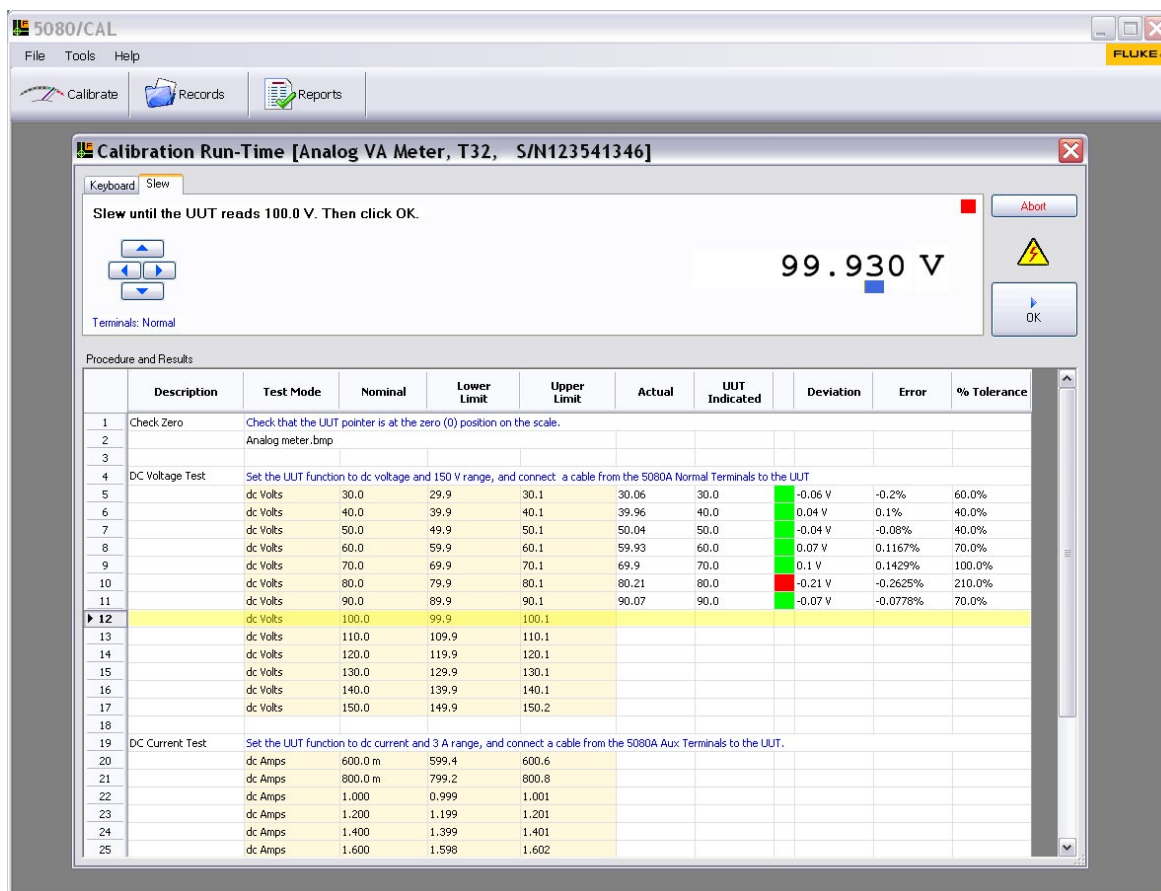 5080/CAL
File Tools Help
FLUKE
Calibrate Records Reports
Calibration Run-Time [Analog VA Meter, T32, S/N123541346]
Keyboard Slew
Slew until the UUT reads 100.0 V. Then click OK.
Abort
99.930 V
OK
Terminals: Normal
Procedure and Results
Description Test Mode Nominal Lower Limit Upper Limit Actual UUT Indicated Deviation Error % Tolerance
1 Check Zero Check that the UUT pointer is at the zero (0) position on the scale.
2 Analog meter.bmp
3
4 DC Voltage Test Set the UUT function to dc voltage and 150 V range, and connect a cable from the 5080A Normal Terminals to the UUT
5 dc Volts 30.0 29.9 30.1 30.06 30.0 -0.06 V -0.2% 60.0%
6 dc Volts 40.0 39.9 40.1 39.96 40.0 0.04 V 0.1% 40.0%
7 dc Volts 50.0 49.9 50.1 50.04 50.0 -0.04 V -0.08% 40.0%
8 dc Volts 60.0 59.9 60.1 59.93 60.0 0.07 V 0.1167% 70.0%
9 dc Volts 70.0 69.9 70.1 69.9 70.0 0.1 V 0.1429% 100.0%
10 dc Volts 80.0 79.9 80.1 80.21 80.0 -0.21 V -0.2625% 210.0%
11 dc Volts 90.0 89.9 90.1 90.07 90.0 -0.07 V -0.0778% 70.0%
12 dc Volts 100.0 99.9 100.1
13 dc Volts 110.0 109.9 110.1
14 dc Volts 120.0 119.9 120.1
15 dc Volts 130.0 129.9 130.1
16 dc Volts 140.0 139.9 140.1
17 dc Volts 150.0 149.9 150.2
18
19 DC Current Test Set the UUT function to dc current and 3 A range, and connect a cable from the 5080A Aux Terminals to the UUT.
20 dc Amps 600.0 m 599.4 600.6
21 dc Amps 800.0 m 799.2 800.8
22 dc Amps 1.000 0.999 1.001
23 dc Amps 1.200 1.199 1.201
24 dc Amps 1.400 1.399 1.401
25 dc Amps 1.600 1.598 1.602